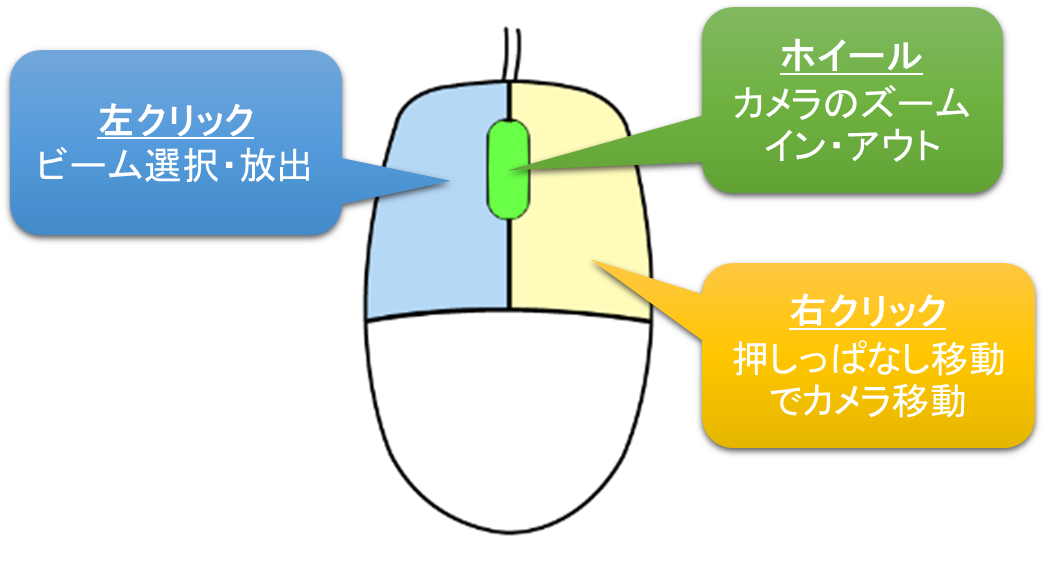 左クリック
ビーム選択・放出
ホイール
カメラのズーム
イン・アウト
右クリック
押しっぱなし移動
でカメラ移動